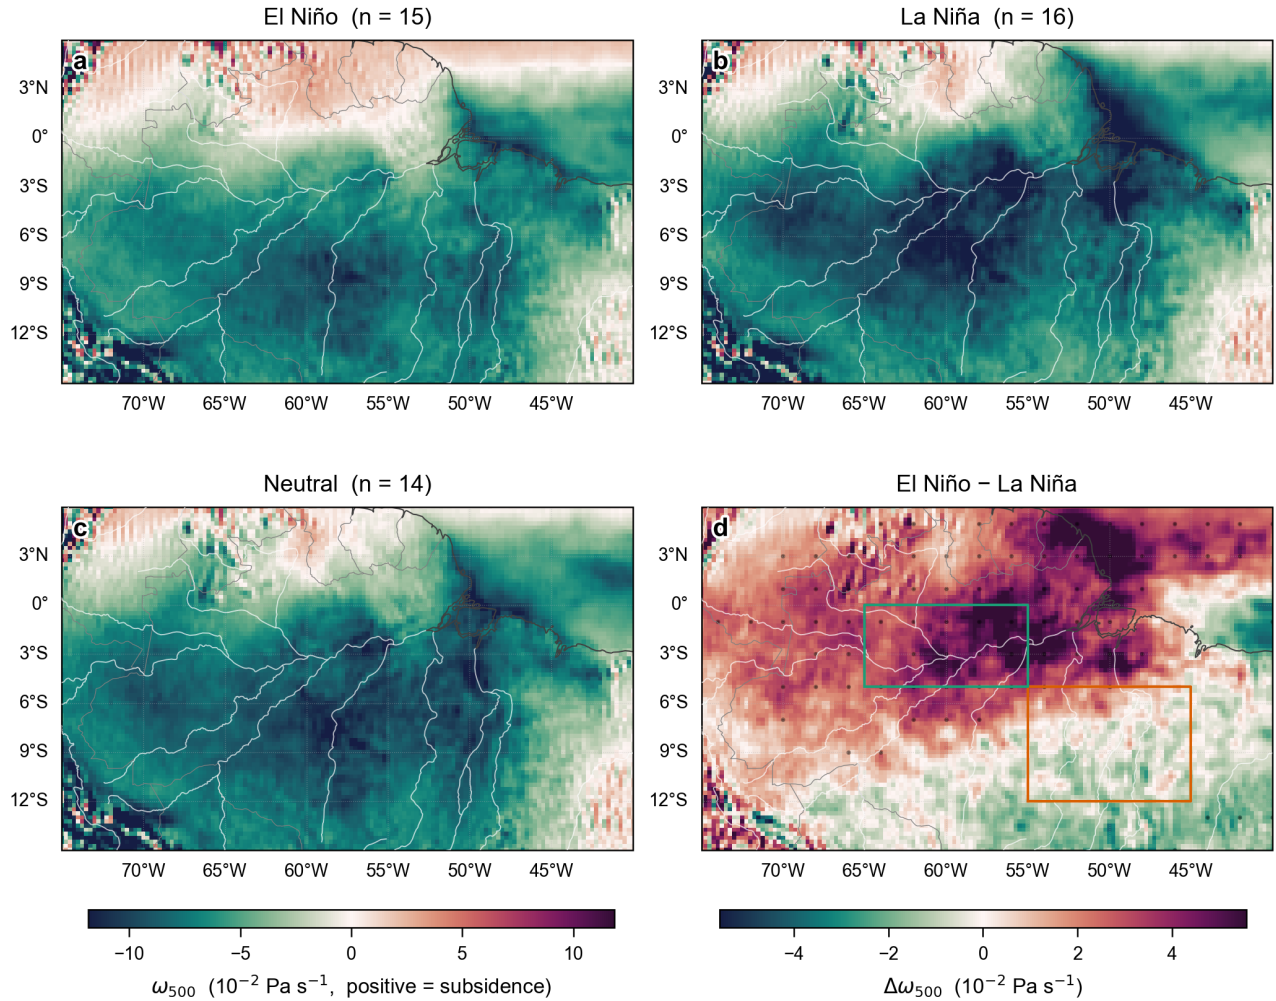 El Niño (n = 15)
La Niña (n = 16)
a
b
3°N
0°
3°S
6°S
9°S
12°S
3°N
0°
3°S
6°S
9°S
12°S
70°W 65°W 60°W 55°W 50°W 45°W
70°W 65°W 60°W 55°W 50°W 45°W
Neutral (n = 14)
El Niño − La Niña
c
d
3°N
0°
3°S
6°S
9°S
12°S
3°N
0°
3°S
6°S
9°S
12°S
70°W 65°W 60°W 55°W 50°W 45°W
70°W 65°W 60°W 55°W 50°W 45°W
−10 −5 0 5 10
ω₅₀₀ (10⁻² Pa s⁻¹, positive = subsidence)
−4 −2 0 2 4
Δω₅₀₀ (10⁻² Pa s⁻¹)